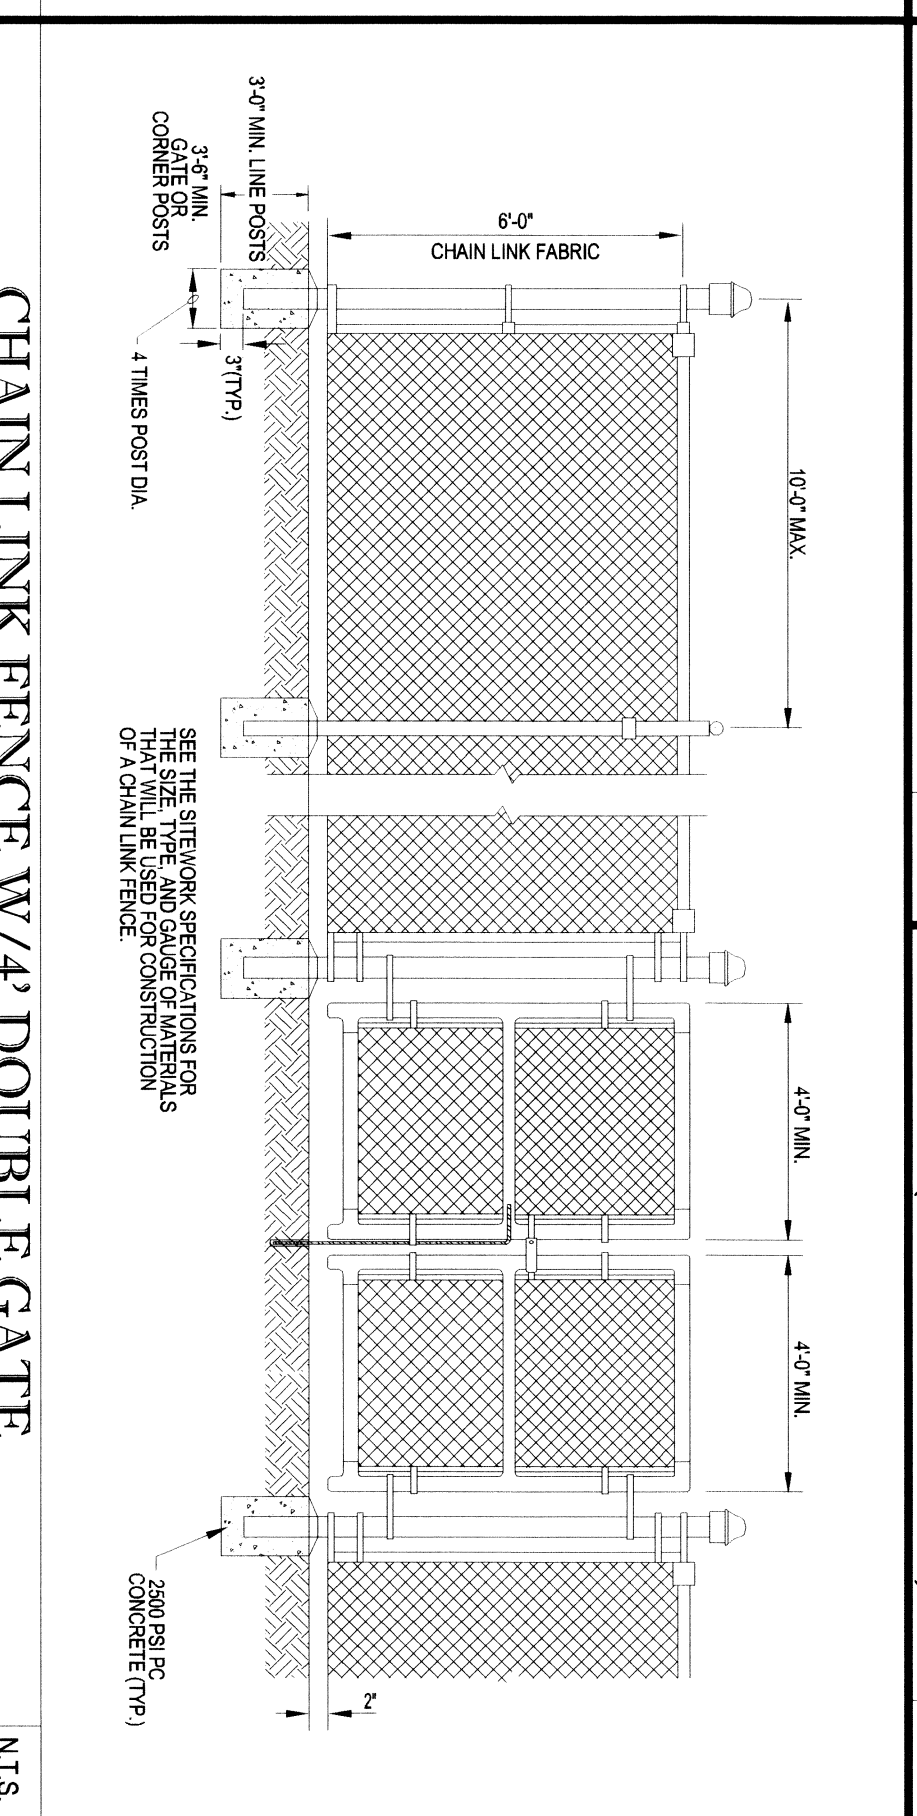 10'-0" MAX.
4'-0" MIN.
4'-0" MIN.
6'-0"
CHAIN LINK FABRIC
3'-0" MIN. LINE POSTS
3'-6" MIN.
GATE OR
CORNER POSTS
3"(TYP.)
4 TIMES POST DIA.
2"
SEE THE SITEWORK SPECIFICATIONS FOR
THE SIZE, TYPE, AND GAUGE OF MATERIALS
THAT WILL BE USED FOR CONSTRUCTION
OF A CHAIN LINK FENCE.
2500 PSI PC
CONCRETE (TYP.)
CHAIN LINK FENCE W/4' DOUBLE GATE
N.T.S.